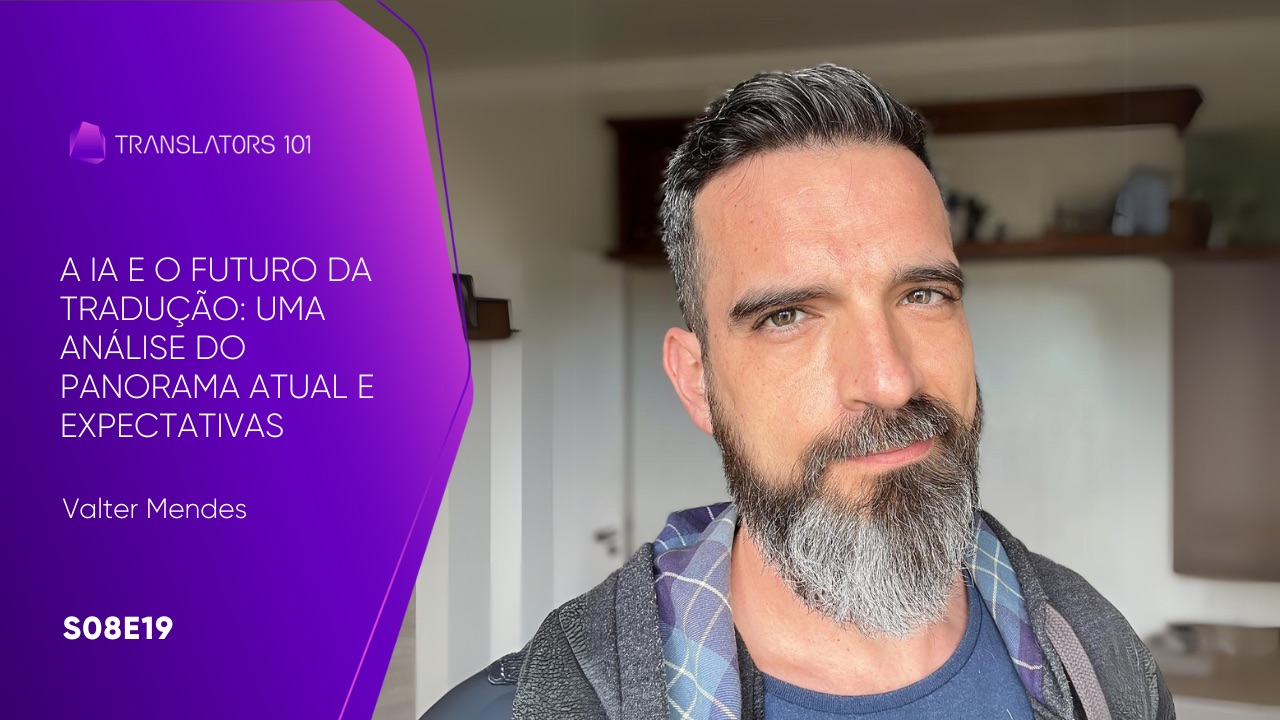 TRANSLATORS 101
A IA E O FUTURO DA
TRADUÇÃO: UMA
ANÁLISE DO
PANORAMA ATUAL E
EXPECTATIVAS
Valter Mendes
S08E19